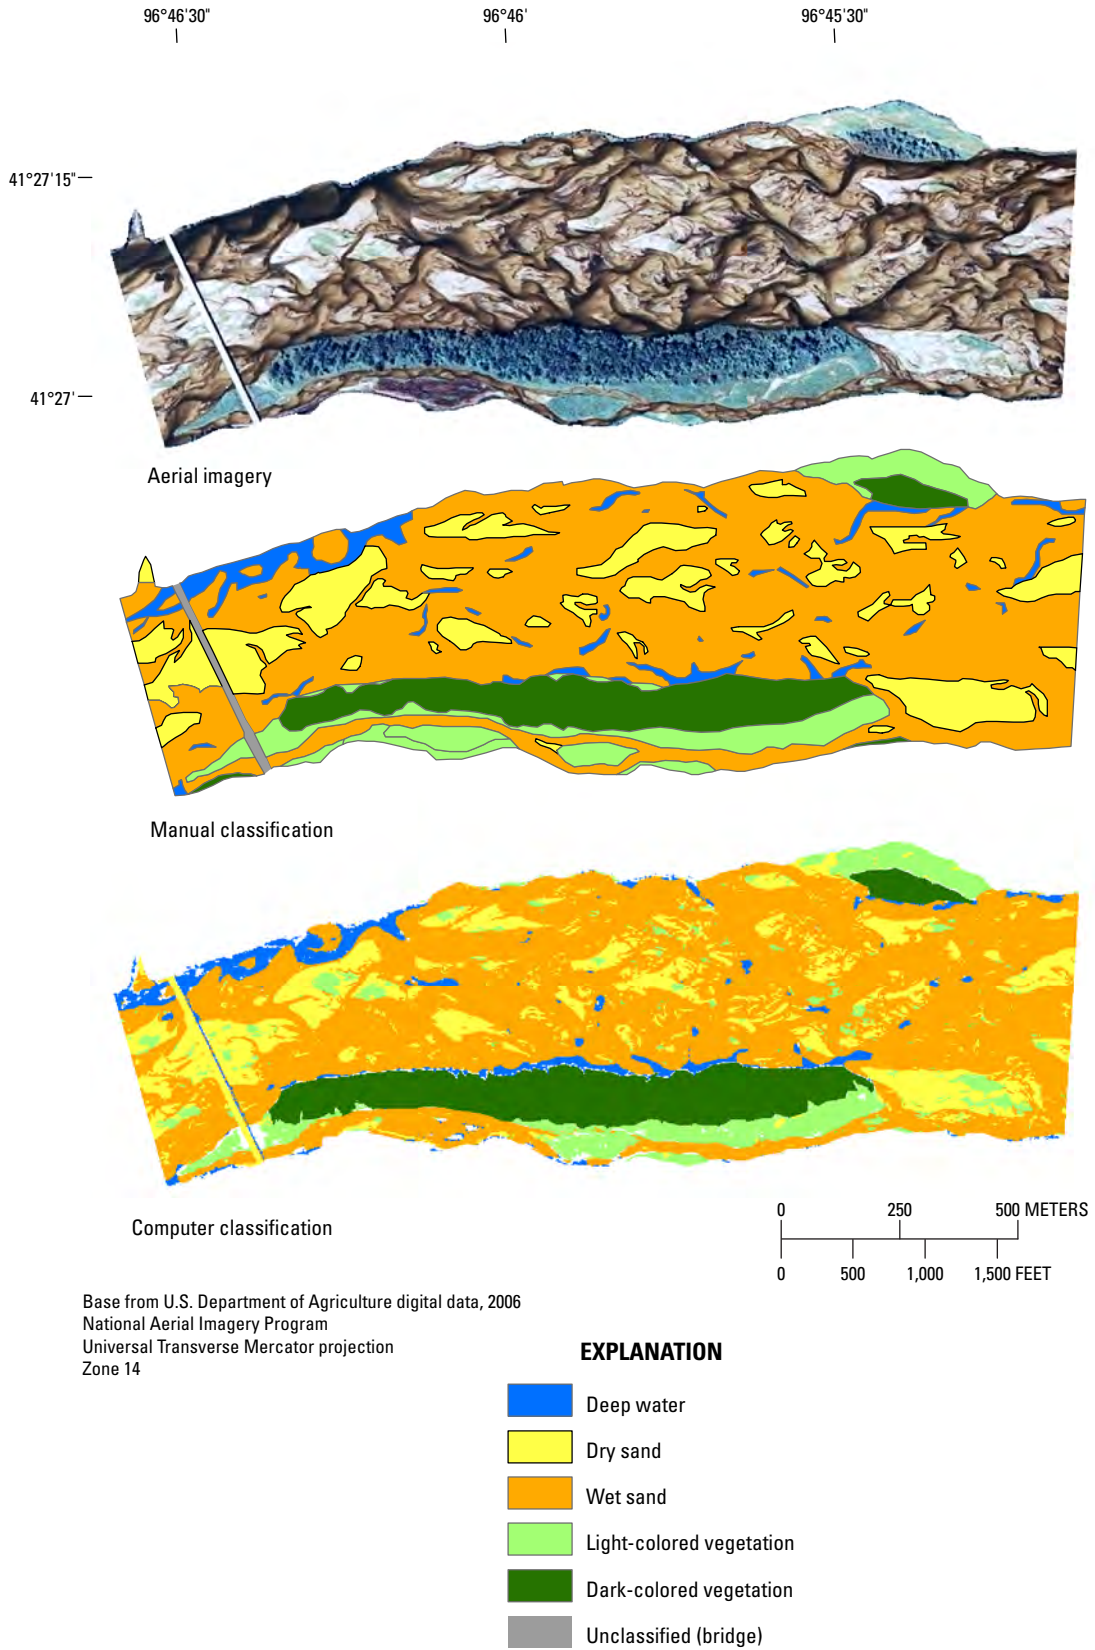 96°46'30"
96°46'
96°45'30"
41°27'15"
41°27'
Aerial imagery
Manual classification
Computer classification
0 250 500 METERS
0 500 1,000 1,500 FEET
Base from U.S. Department of Agriculture digital data, 2006
National Aerial Imagery Program
Universal Transverse Mercator projection
Zone 14
EXPLANATION
Deep water
Dry sand
Wet sand
Light-colored vegetation
Dark-colored vegetation
Unclassified (bridge)